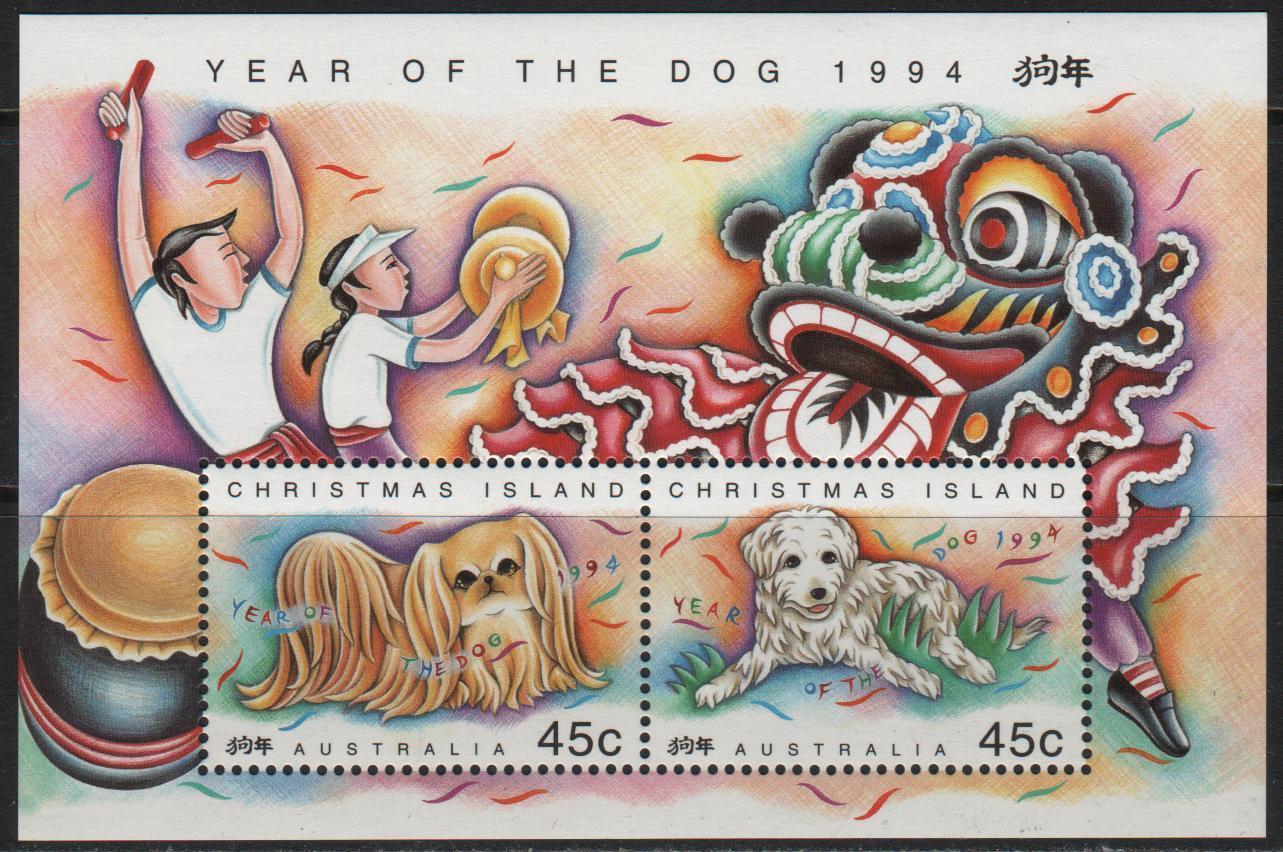 YEAR OF THE DOG 1994 狗年
CHRISTMAS ISLAND
YEAR OF
THE DOG
1994
狗年 AUSTRALIA 45c
CHRISTMAS ISLAND
YEAR
OF THE
DOG 1994
狗年 AUSTRALIA 45c